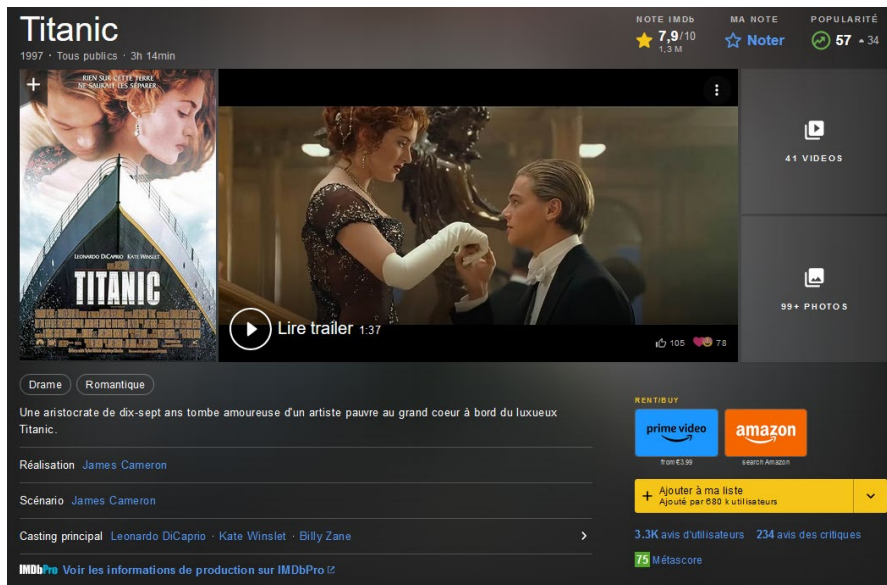 Titanic
1997 · Tous publics · 3h 14min
NOTE IMDb
7,9/10
1,3 M
MA NOTE
Noter
POPULARITÉ
57
34
RIEN SUR CETTE TERRE
NE SAURAIT LES SÉPARER
LEONARDO DICAPRIO KATE WINSLET
TITANIC
Lire trailer 1:37
105
78
41 VIDEOS
99+ PHOTOS
Drame
Romantique
Une aristocrate de dix-sept ans tombe amoureuse d'un artiste pauvre au grand coeur à bord du luxueux
Titanic.
Réalisation James Cameron
Scénario James Cameron
Casting principal Leonardo DiCaprio · Kate Winslet · Billy Zane
IMDbPro Voir les informations de production sur IMDbPro
RENT/BUY
prime video
from €3.99
amazon
search Amazon
Ajouter à ma liste
Ajouté par 680 k utilisateurs
3.3K avis d'utilisateurs 234 avis des critiques
75 Métascore